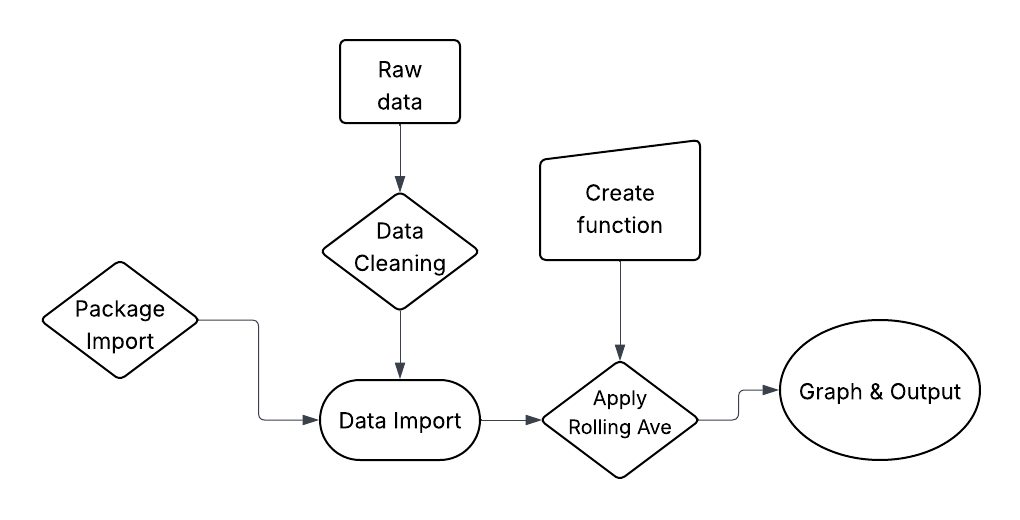 Raw
data
Create
function
Data
Cleaning
Package
Import
Data Import
Apply
Rolling Ave
Graph & Output